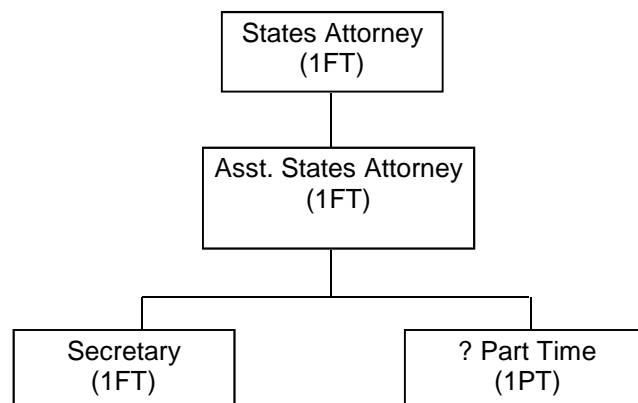 States Attorney
(1FT)
Asst. States Attorney
(1FT)
Secretary
(1FT)
? Part Time
(1PT)